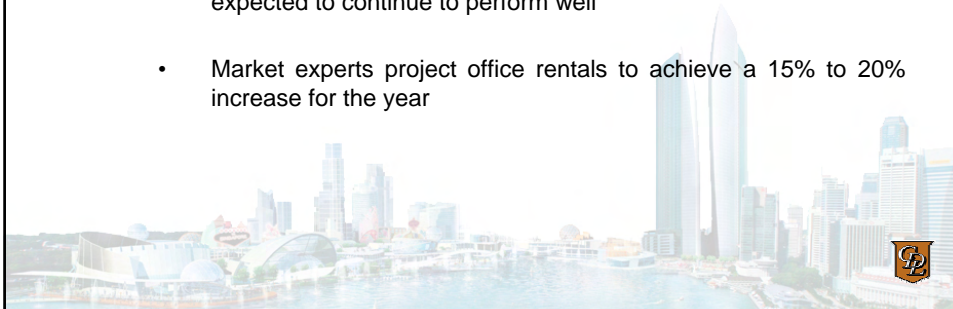 expected to continue to perform well
• Market experts project office rentals to achieve a 15% to 20%
increase for the year
CDL